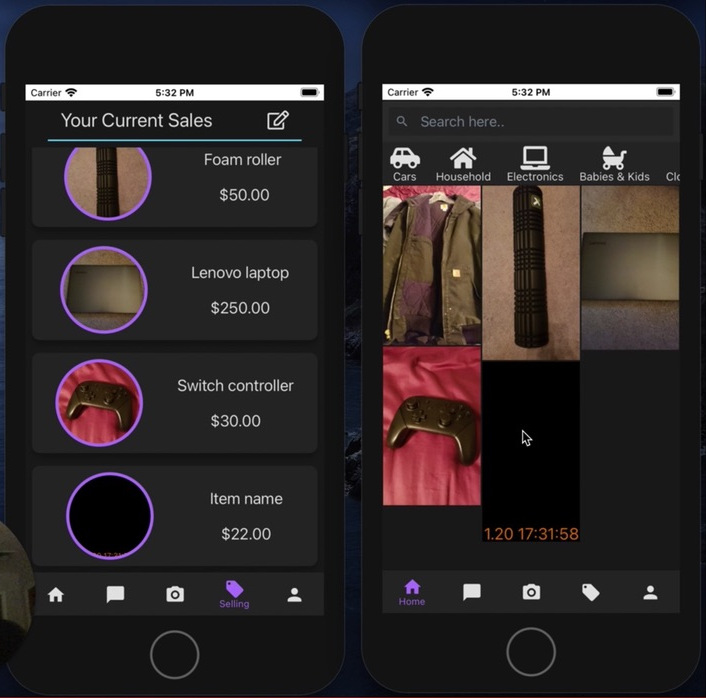 Carrier 5:32 PM
Your Current Sales
Foam roller
$50.00
Lenovo laptop
$250.00
Switch controller
$30.00
Item name
$22.00
Selling
Carrier 5:32 PM
Search here..
Cars Household Electronics Babies & Kids Clo
1.20 17:31:58
Home